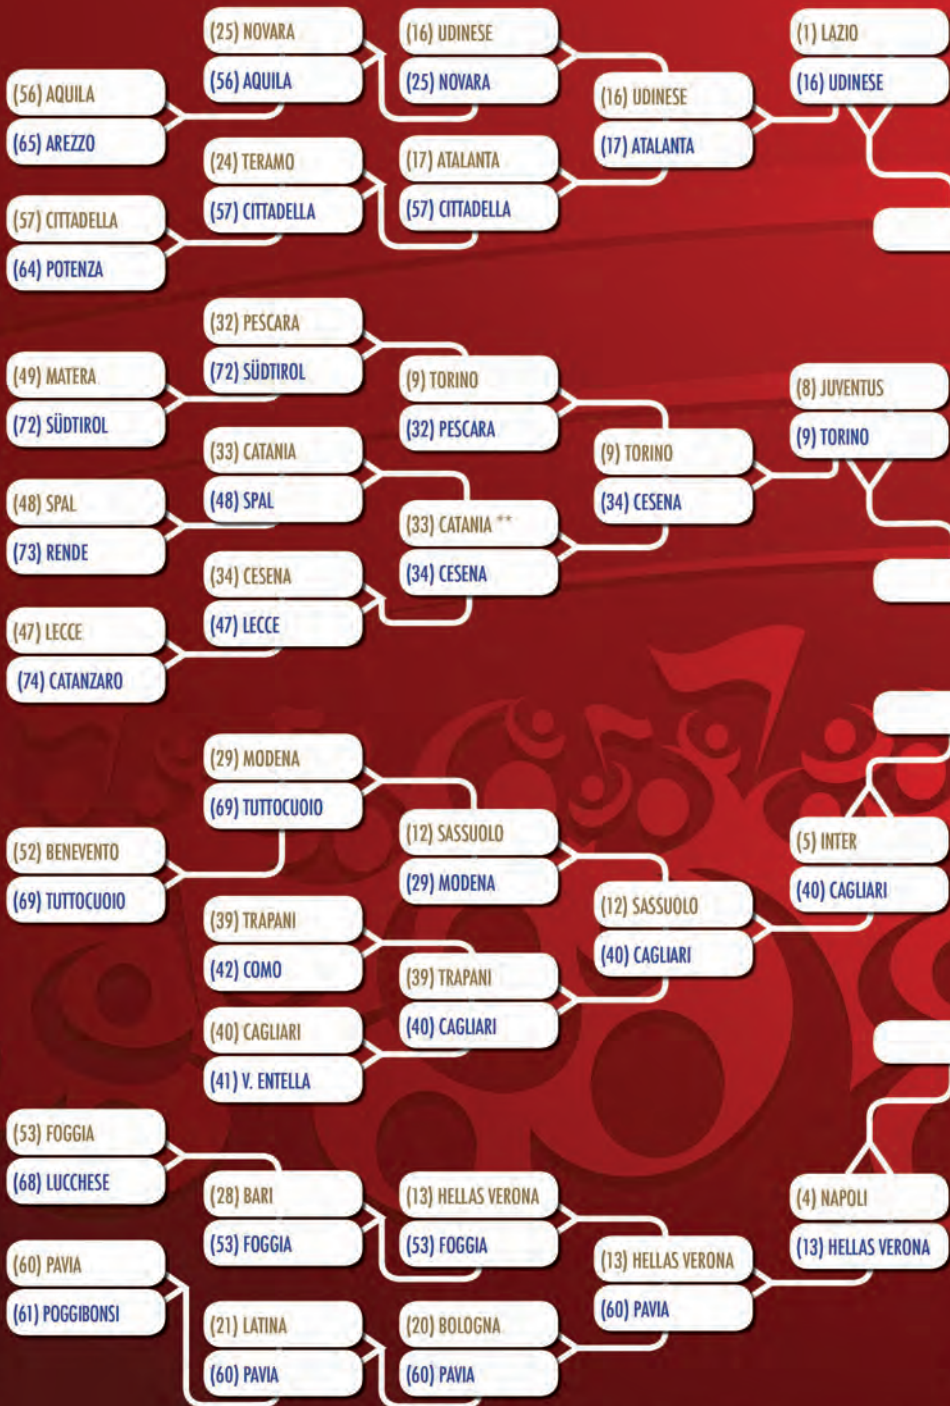 (56) AQUILA
(65) AREZZO
(57) CITTADELLA
(64) POTENZA
(49) MATERA
(72) SÜDTIROL
(48) SPAL
(73) RENDE
(47) LECCE
(74) CATANZARO
(52) BENEVENTO
(69) TUTTOCUOIO
(53) FOGGIA
(68) LUCCHESE
(60) PAVIA
(61) POGGIBONSI
(25) NOVARA
(56) AQUILA
(24) TERAMO
(57) CITTADELLA
(32) PESCARA
(72) SÜDTIROL
(33) CATANIA
(48) SPAL
(34) CESENA
(47) LECCE
(29) MODENA
(69) TUTTOCUOIO
(39) TRAPANI
(42) COMO
(40) CAGLIARI
(41) V. ENTELLA
(28) BARI
(53) FOGGIA
(21) LATINA
(60) PAVIA
(16) UDINESE
(25) NOVARA
(17) ATALANTA
(57) CITTADELLA
(9) TORINO
(32) PESCARA
(33) CATANIA **
(34) CESENA
(12) SASSUOLO
(29) MODENA
(39) TRAPANI
(40) CAGLIARI
(13) HELLAS VERONA
(53) FOGGIA
(20) BOLOGNA
(60) PAVIA
(16) UDINESE
(17) ATALANTA
(9) TORINO
(34) CESENA
(12) SASSUOLO
(40) CAGLIARI
(13) HELLAS VERONA
(60) PAVIA
(1) LAZIO
(16) UDINESE
(8) JUVENTUS
(9) TORINO
(5) INTER
(40) CAGLIARI
(4) NAPOLI
(13) HELLAS VERONA